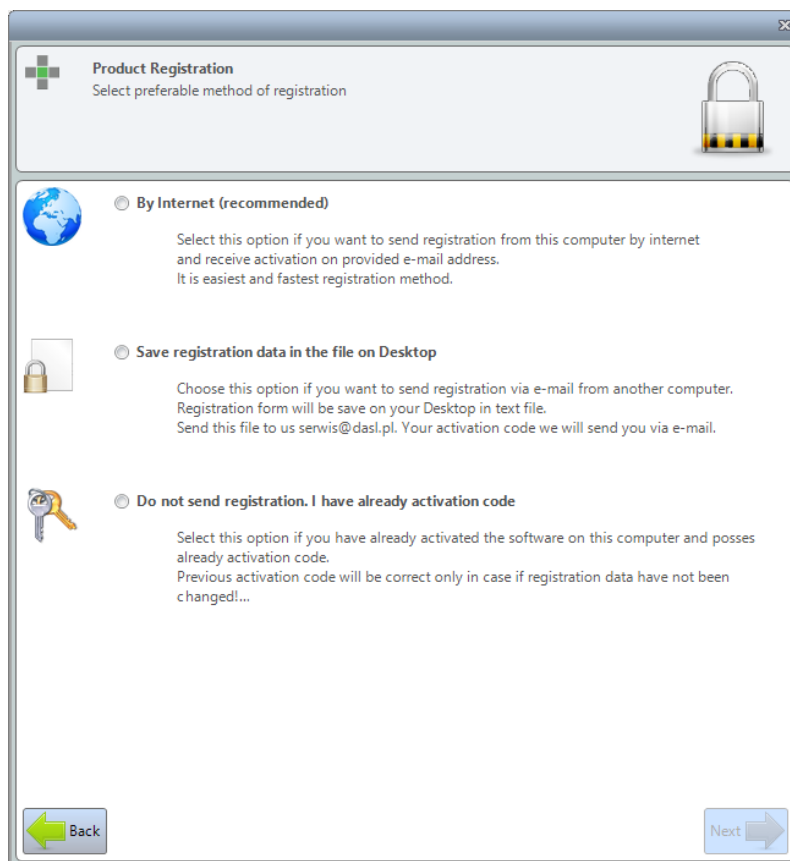 Product Registration
Select preferable method of registration
By Internet (recommended)
Select this option if you want to send registration from this computer by internet
and receive activation on provided e-mail address.
It is easiest and fastest registration method.
Save registration data in the file on Desktop
Choose this option if you want to send registration via e-mail from another computer.
Registration form will be save on your Desktop in text file.
Send this file to us serwis@dasl.pl. Your activation code we will send you via e-mail.
Do not send registration. I have already activation code
Select this option if you have already activated the software on this computer and posses
already activation code.
Previous activation code will be correct only in case if registration data have not been
changed!...
Back
Next